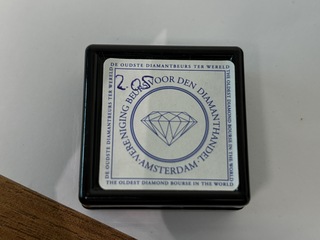 DE OUDSTE DIAMANTBEURS TER WERELD
2.05
VERENIGING BEURS VOOR DEN DIAMANTHANDEL
AMSTERDAM
DE OUDSTE DIAMANTBEURS TER WERELD
THE OLDEST DIAMOND BOURSE IN THE WORLD
THE OLDEST DIAMOND BOURSE IN THE WORLD